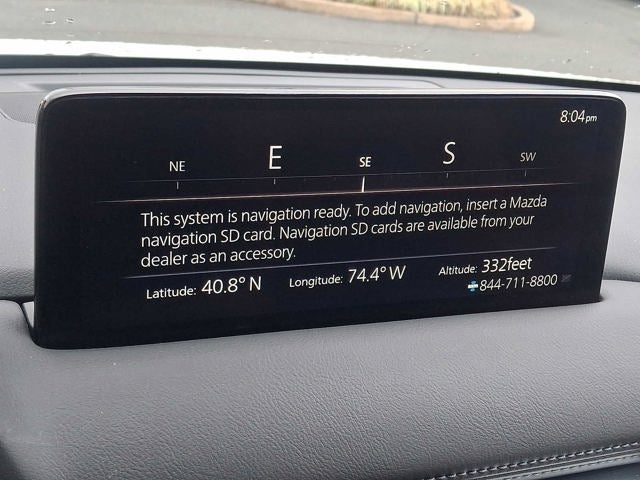 8:04pm
NE E SE S SW
This system is navigation ready. To add navigation, insert a Mazda
navigation SD card. Navigation SD cards are available from your
dealer as an accessory.
Latitude: 40.8° N Longitude: 74.4° W Altitude: 332feet
844-711-8800